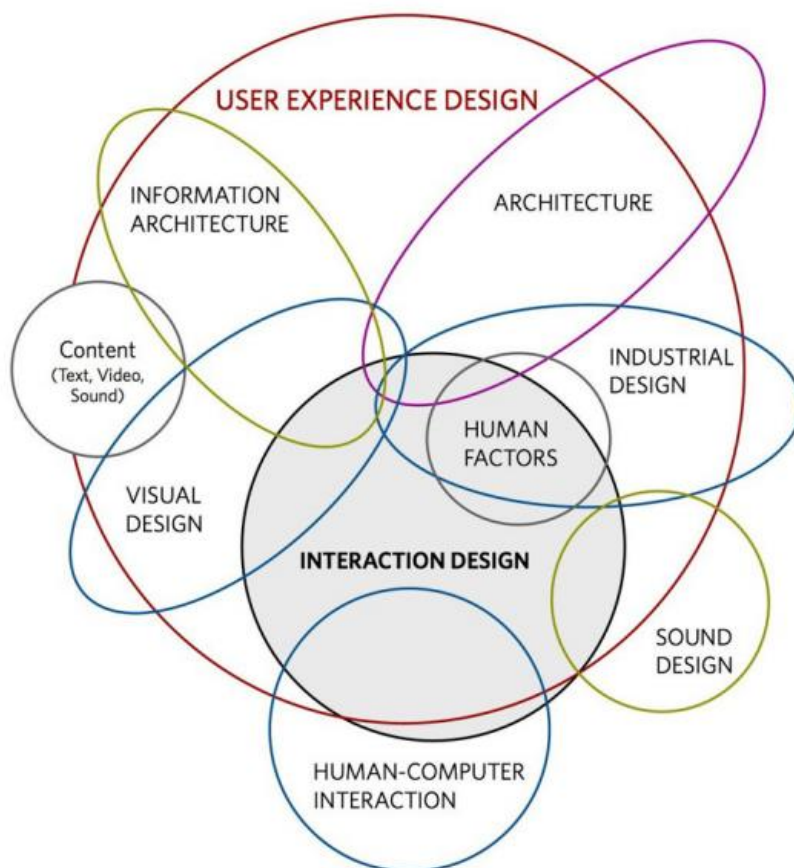 USER EXPERIENCE DESIGN
INFORMATION
ARCHITECTURE
ARCHITECTURE
Content
(Text, Video,
Sound)
INDUSTRIAL
DESIGN
HUMAN
FACTORS
VISUAL
DESIGN
INTERACTION DESIGN
SOUND
DESIGN
HUMAN-COMPUTER
INTERACTION